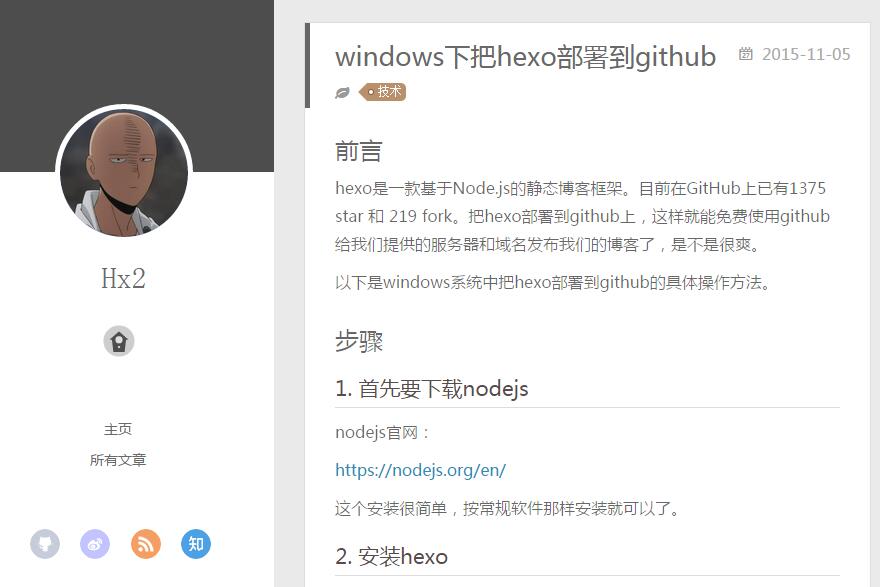 Hx2
主页
所有文章
知
windows下把hexo部署到github
2015-11-05
技术
前言
hexo是一款基于Node.js的静态博客框架。目前在GitHub上已有1375
star 和 219 fork。把hexo部署到github上，这样就能免费使用github
给我们提供的服务器和域名发布我们的博客了，是不是很爽。
以下是windows系统中把hexo部署到github的具体操作方法。
步骤
1. 首先要下载nodejs
nodejs官网：
https://nodejs.org/en/
这个安装很简单，按常规软件那样安装就可以了。
2. 安装hexo